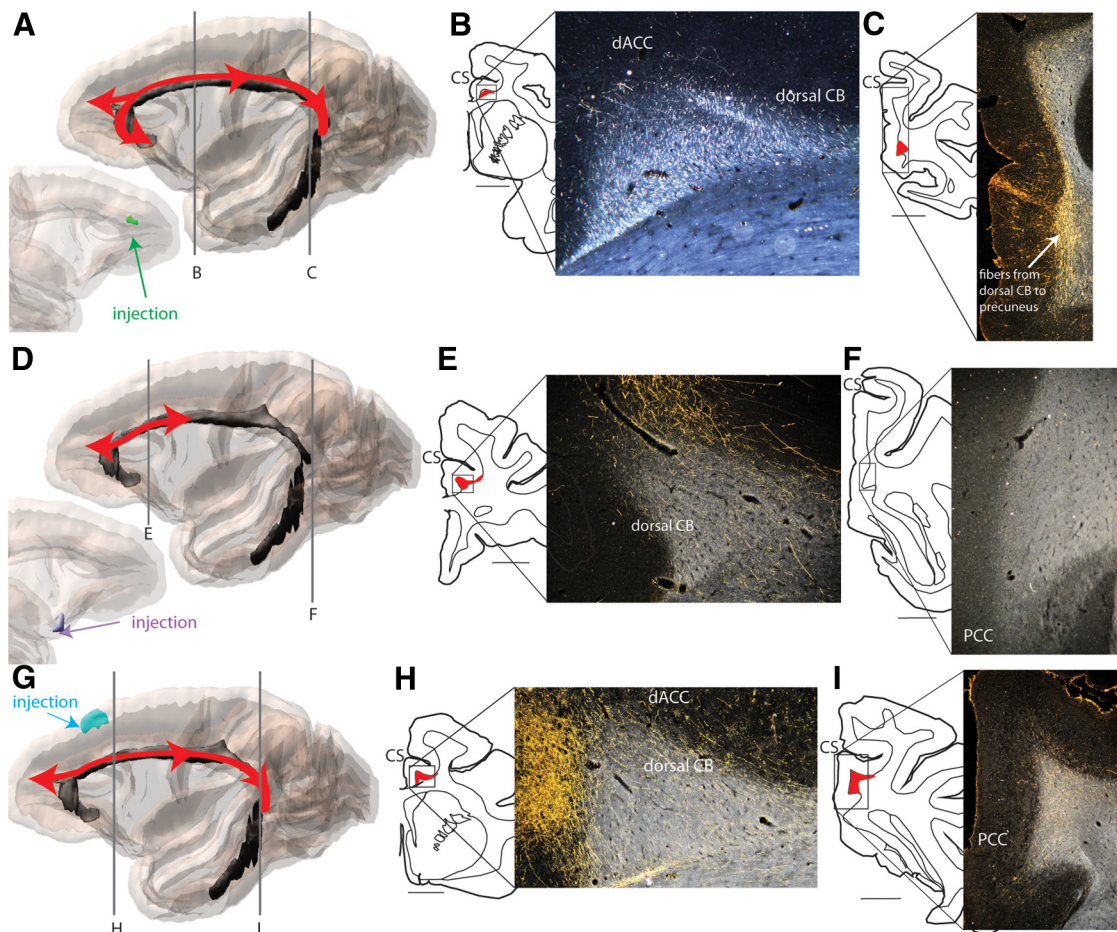 A
B
C
injection
B
dACC
CS
dorsal CB
C
CS
fibers from
dorsal CB to
precuneus
D
E
F
injection
E
CS
dorsal CB
F
CS
PCC
G
injection
H
I
H
dACC
CS
dorsal CB
I
CS
PCC